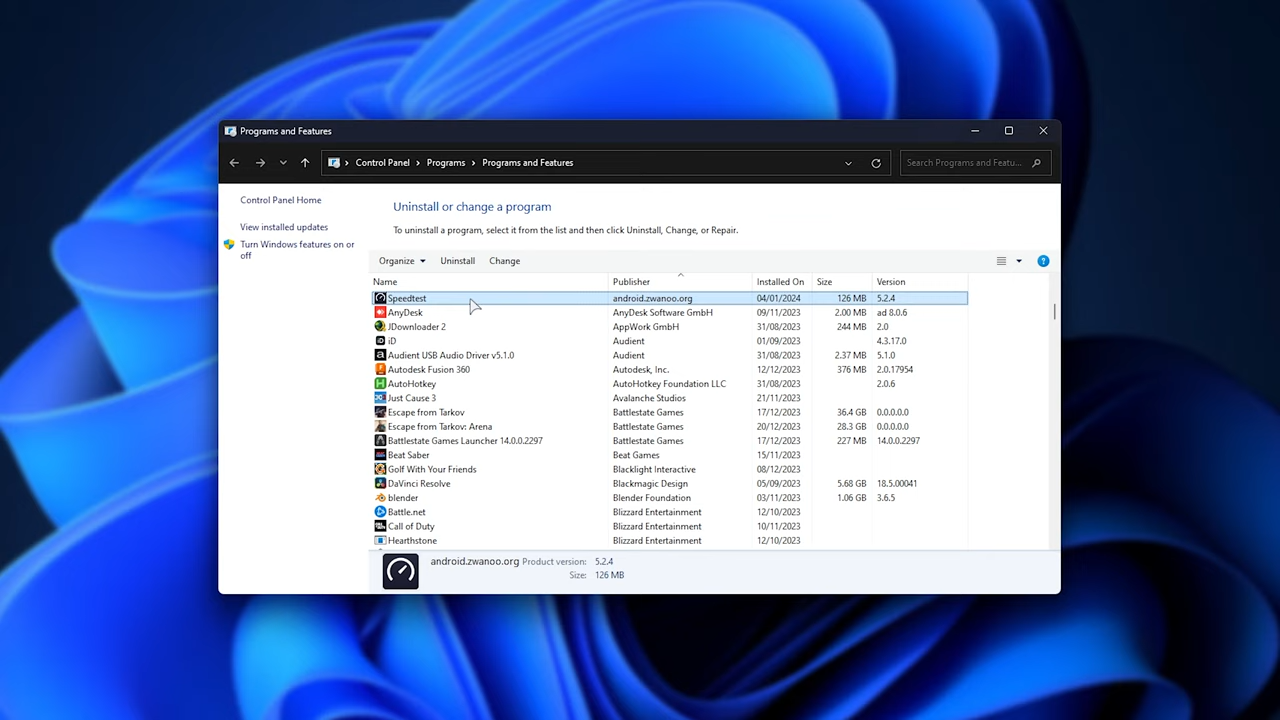 Programs and Features
Control Panel > Programs > Programs and Features
Search Programs and Featu...
Control Panel Home
Uninstall or change a program
View installed updates
To uninstall a program, select it from the list and then click Uninstall, Change, or Repair.
Turn Windows features on or
off
Organize Uninstall Change
Name Publisher Installed On Size Version
Speedtest android.zwanoo.org 04/01/2024 126 MB 5.2.4
AnyDesk AnyDesk Software GmbH 09/11/2023 2.00 MB ad 8.0.6
JDownloader 2 AppWork GmbH 31/08/2023 244 MB 2.0
iD Audient 01/09/2023 4.3.17.0
Audient USB Audio Driver v5.1.0 Audient 31/08/2023 2.37 MB 5.1.0
Autodesk Fusion 360 Autodesk, Inc. 12/12/2023 376 MB 2.0.17954
AutoHotkey AutoHotkey Foundation LLC 31/08/2023 2.0.6
Just Cause 3 Avalanche Studios 21/11/2023
Escape from Tarkov Battlestate Games 17/12/2023 36.4 GB 0.0.0.0.0
Escape from Tarkov: Arena Battlestate Games 20/12/2023 28.3 GB 0.0.0.0.0
Battlestate Games Launcher 14.0.0.2297 Battlestate Games 17/12/2023 227 MB 14.0.0.2297
Beat Saber Beat Games 15/11/2023
Golf With Your Friends Blacklight Interactive 08/12/2023
DaVinci Resolve Blackmagic Design 05/09/2023 5.68 GB 18.5.00041
blender Blender Foundation 03/11/2023 1.06 GB 3.6.5
Battle.net Blizzard Entertainment 12/10/2023
Call of Duty Blizzard Entertainment 10/11/2023
Hearthstone Blizzard Entertainment 12/10/2023
android.zwanoo.org Product version: 5.2.4
Size: 126 MB